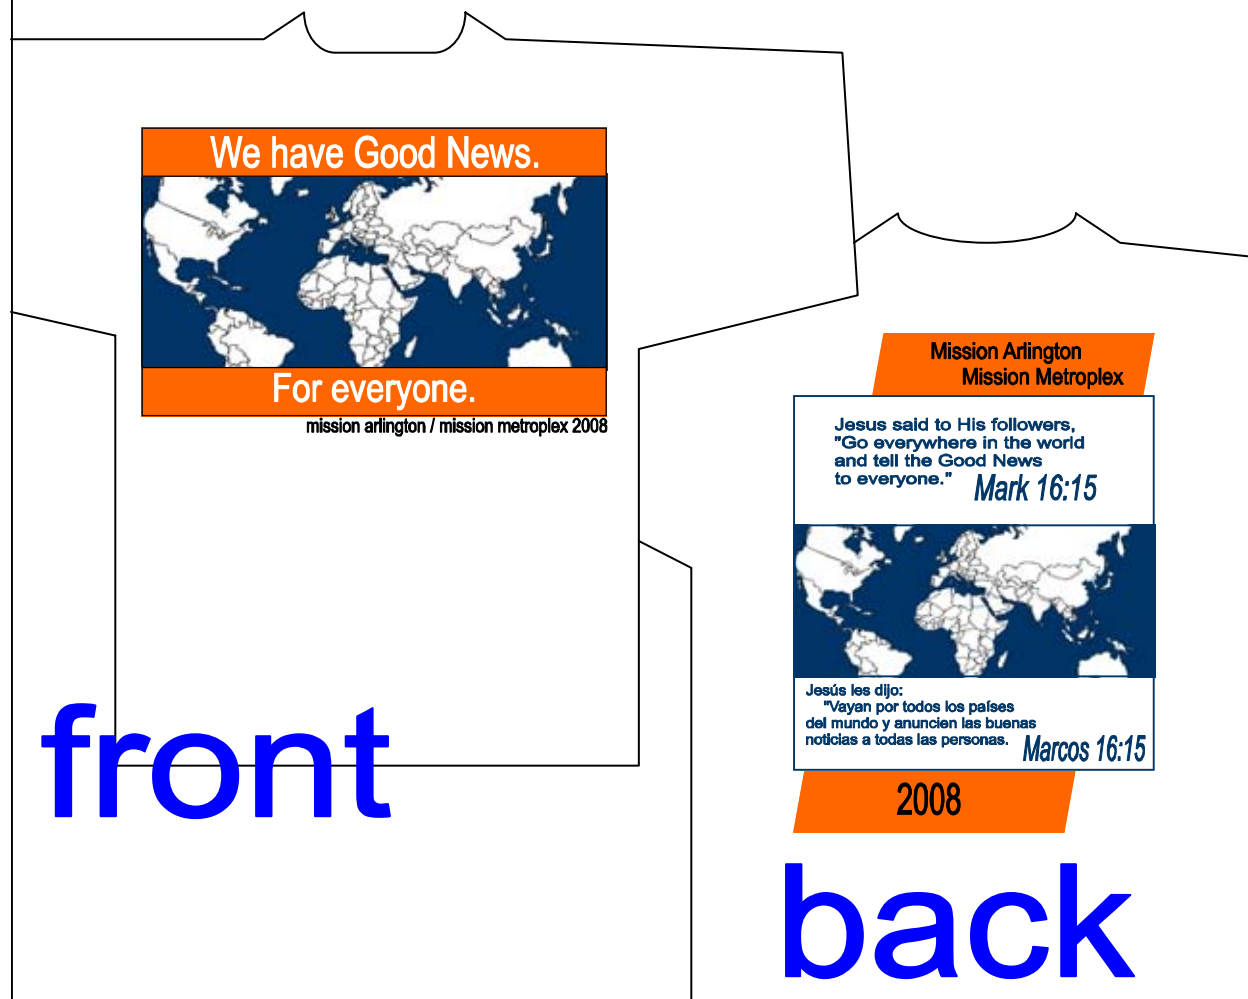 We have Good News.
For everyone.
mission arlington / mission metroplex 2008
front
Mission Arlington
Mission Metroplex
Jesus said to His followers,
"Go everywhere in the world
and tell the Good News
to everyone."
Mark 16:15
Jesús les dijo:
"Vayan por todos los países
del mundo y anuncien las buenas
noticias a todas las personas.
Marcos 16:15
2008
back